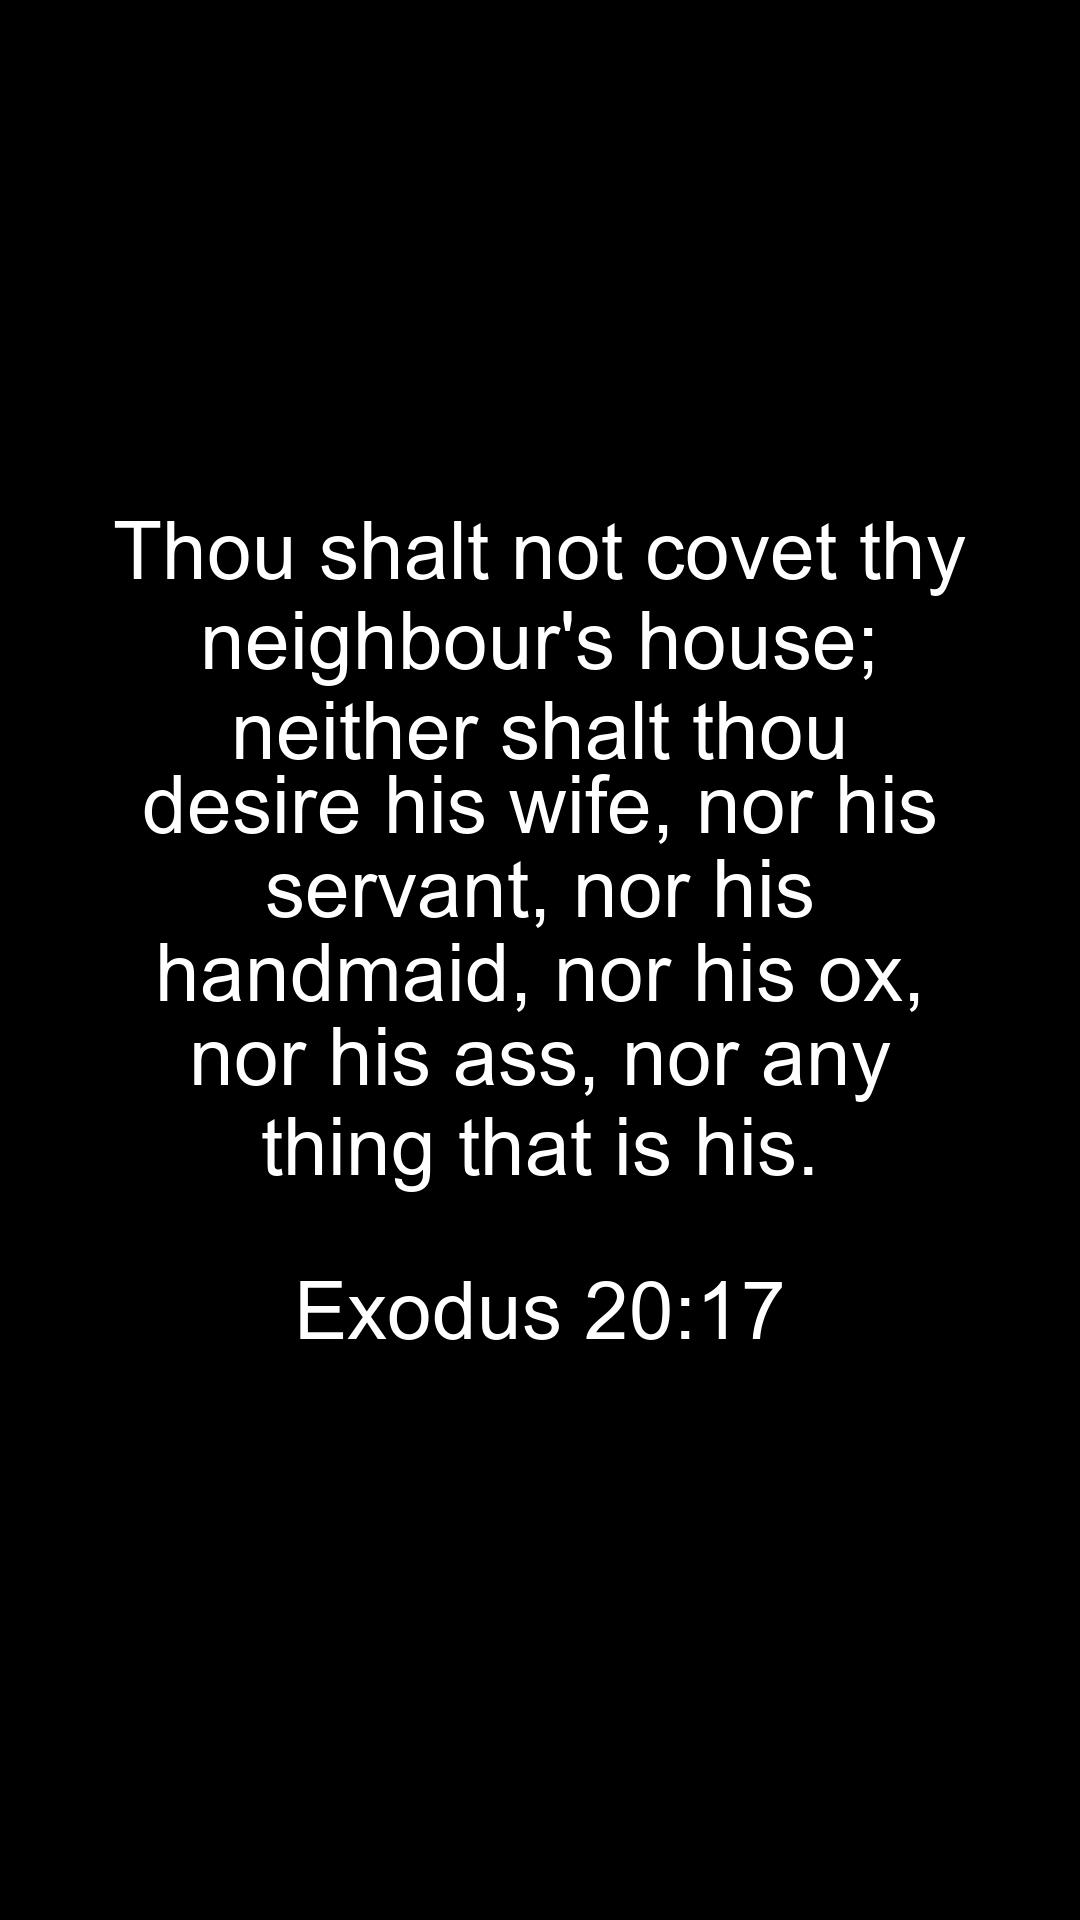 Thou shalt not covet thy
neighbour's house;
neither shalt thou
desire his wife, nor his
servant, nor his
handmaid, nor his ox,
nor his ass, nor any
thing that is his.
Exodus 20:17